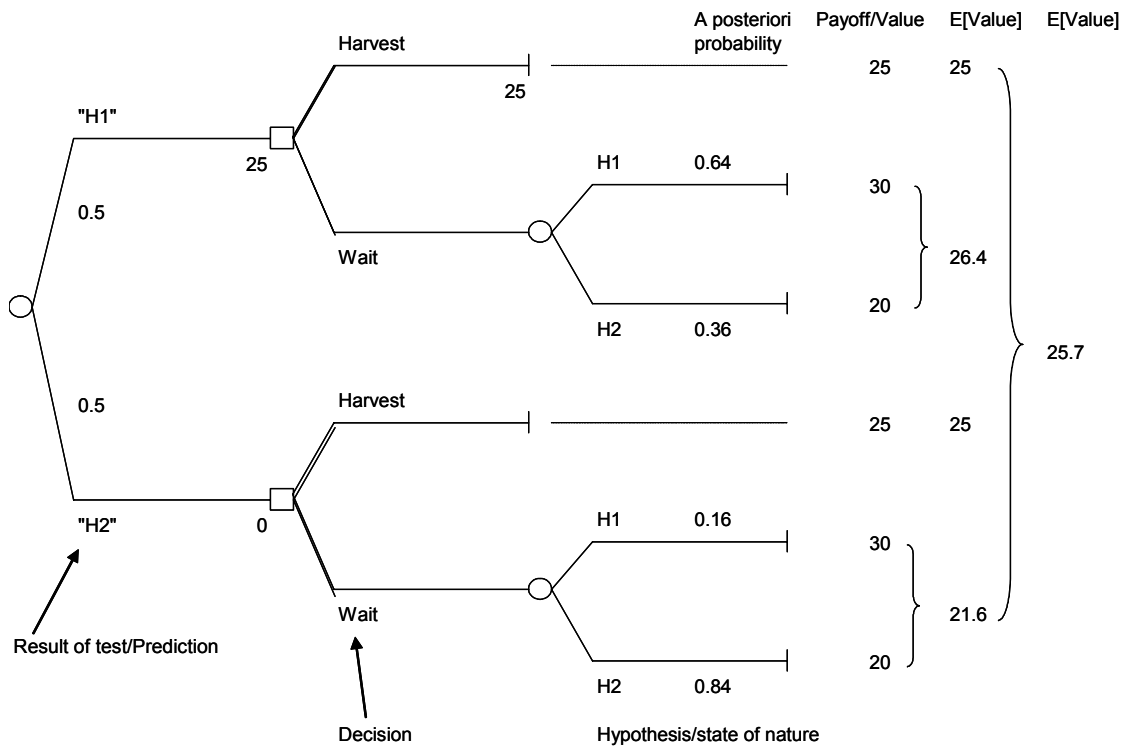 A posteriori probability Payoff/Value E[Value] E[Value]
Harvest
25 25
25
"H1"
25
H1 0.64
30
0.5
Wait
26.4
20
H2 0.36
25.7
0.5
Harvest
25 25
H1 0.16
"H2"
0
30
Wait
21.6
Result of test/Prediction
20
H2 0.84
Decision
Hypothesis/state of nature